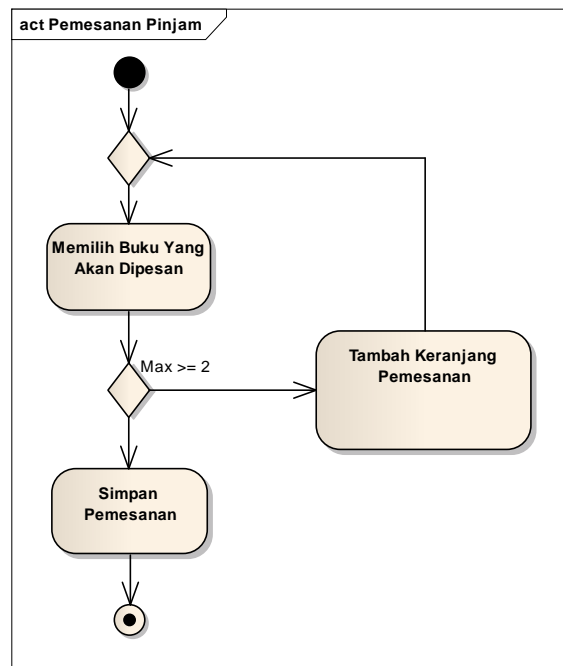 act Pemesanan Pinjam
Memilih Buku Yang
Akan Dipesan
Max >= 2
Tambah Keranjang
Pemesanan
Simpan
Pemesanan